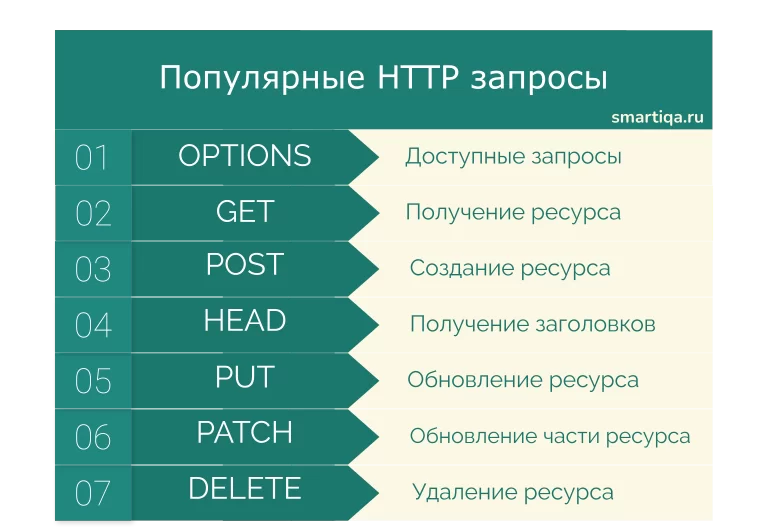 Популярные HTTP запросы
smartiqa.ru
01 OPTIONS Доступные запросы
02 GET Получение ресурса
03 POST Создание ресурса
04 HEAD Получение заголовков
05 PUT Обновление ресурса
06 PATCH Обновление части ресурса
07 DELETE Удаление ресурса